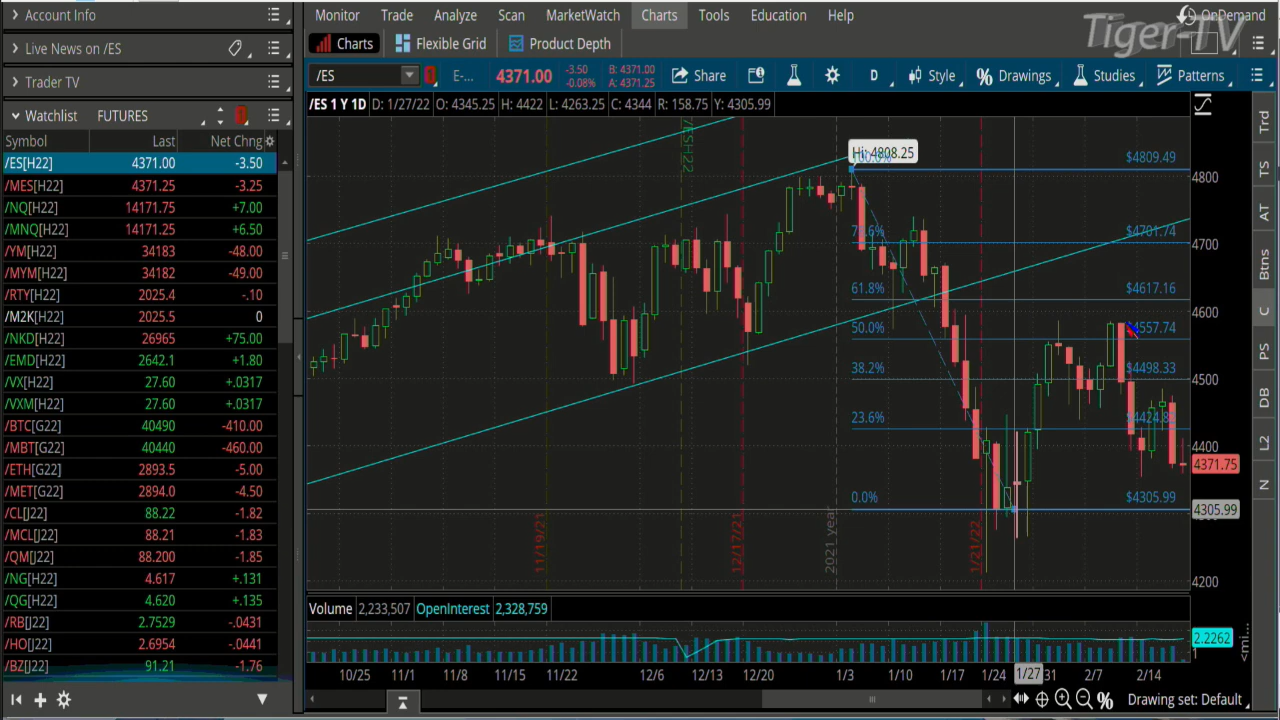 Account Info
Live News on /ES
Trader TV
Watchlist FUTURES
Symbol Last Net Chng
/ES[H22] 4371.00 -3.50
/MES[H22] 4371.25 -3.25
/NQ[H22] 14171.75 +7.00
/MNQ[H22] 14171.25 +6.50
/YM[H22] 34183 -48.00
/MYM[H22] 34182 -49.00
/RTY[H22] 2025.4 -.10
/M2K[H22] 2025.5 0
/NKD[H22] 26965 +75.00
/EMD[H22] 2642.1 +1.80
/VX[H22] 27.60 +.0317
/VXM[H22] 27.60 +.0317
/BTC[G22] 40490 -410.00
/MBT[G22] 40440 -460.00
/ETH[G22] 2893.5 -5.00
/MET[G22] 2894.0 -4.50
/CL[J22] 88.22 -1.82
/MCL[J22] 88.21 -1.83
/QM[J22] 88.200 -1.85
/NG[H22] 4.617 +.131
/QG[H22] 4.620 +.135
/RB[J22] 2.7529 -.0431
/HO[J22] 2.6954 -.0441
/BZ[J22] 91.21 -1.76
Monitor Trade Analyze Scan MarketWatch Charts Tools Education Help
OnDemand
Tiger-TV
Charts Flexible Grid Product Depth
/ES E-... 4371.00 -3.50 -0.08% B: 4371.00 A: 4371.25 Share D Style Drawings Studies Patterns
/ES 1 Y 1D D: 1/27/22 O: 4345.25 H: 4422 L: 4263.25 C: 4344 R: 158.75 Y: 4305.99
/ESH22
Hi: 4808.25
100.0% $4809.49
78.6% $4701.74
61.8% $4617.16
50.0% $4557.74
38.2% $4498.33
23.6%
0.0% $4305.99
4800
4700
4600
4500
4400
4371.75
4305.99
4200
11/19/21
12/17/21
2021 year
1/21/22
Volume 2,233,507 OpenInterest 2,328,759
2.2262
1
<mi...
10/25 11/1 11/8 11/15 11/22 12/6 12/13 12/20 1/3 1/10 1/17 1/24 1/27 31 2/7 2/14
Drawing set: Default
Trd
TS
AT
Btns
C
PS
DB
L2
N